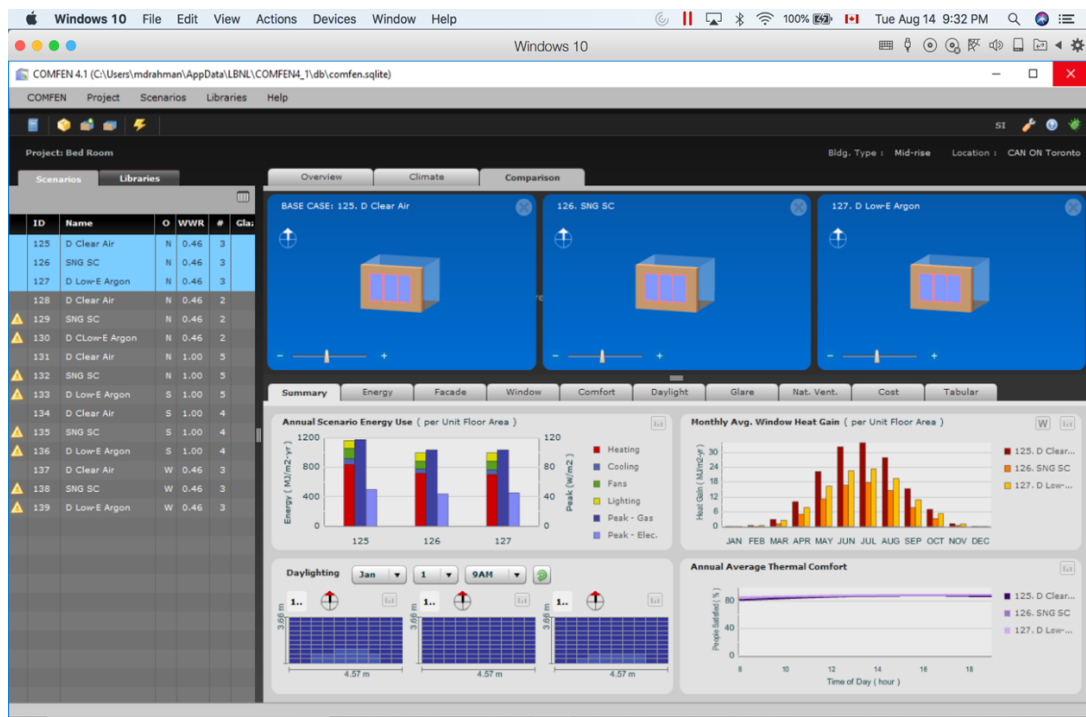 Windows 10 File Edit View Actions Devices Window Help 100% Tue Aug 14 9:32 PM
Windows 10
COMFEN 4.1 (C:\Users\mdrahman\AppData\LBNL\COMFEN4_1\db\comfen.sqlite)
COMFEN Project Scenarios Libraries Help
SI
Project: Bed Room Bldg. Type : Mid-rise Location : CAN ON Toronto
Scenarios Libraries Overview Climate Comparison
BASE CASE: 125. D Clear Air 126. SNG SC 127. D Low-E Argon
ID Name O WWR # Gla:
125 D Clear Air N 0.46 3
126 SNG SC N 0.46 3
127 D Low-E Argon N 0.46 3
128 D Clear Air N 0.46 2
129 SNG SC N 0.46 2
130 D CLow-E Argon N 0.46 2
131 D Clear Air N 1.00 5
132 SNG SC N 1.00 5
133 D Low-E Argon S 1.00 5
134 D Clear Air S 1.00 4
135 SNG SC S 1.00 4
136 D Low-E Argon S 1.00 4
137 D Clear Air W 0.46 3
138 SNG SC W 0.46 3
139 D Low-E Argon W 0.46 3
- + - + - +
Summary Energy Facade Window Comfort Daylight Glare Nat. Vent. Cost Tabular
Annual Scenario Energy Use ( per Unit Floor Area )
Energy ( MJ/m2-yr )
1200
800
400
0
120
80
40
0
Peak (W/m2 )
125 126 127
Heating
Cooling
Fans
Lighting
Peak - Gas
Peak - Elec.
Monthly Avg. Window Heat Gain ( per Unit Floor Area ) W
Heat Gain ( MJ/m2-yr )
30
24
18
12
6
0
JAN FEB MAR APR MAY JUN JUL AUG SEP OCT NOV DEC
125. D Clear...
126. SNG SC
127. D Low-...
Daylighting Jan 1 9AM
1.. 1.. 1..
3.66 m 3.66 m 3.66 m
4.57 m 4.57 m 4.57 m
Annual Average Thermal Comfort
People Satisfied ( % )
80
40
0
8 10 12 14 16 18
Time of Day ( hour )
125. D Clear...
126. SNG SC
127. D Low-...